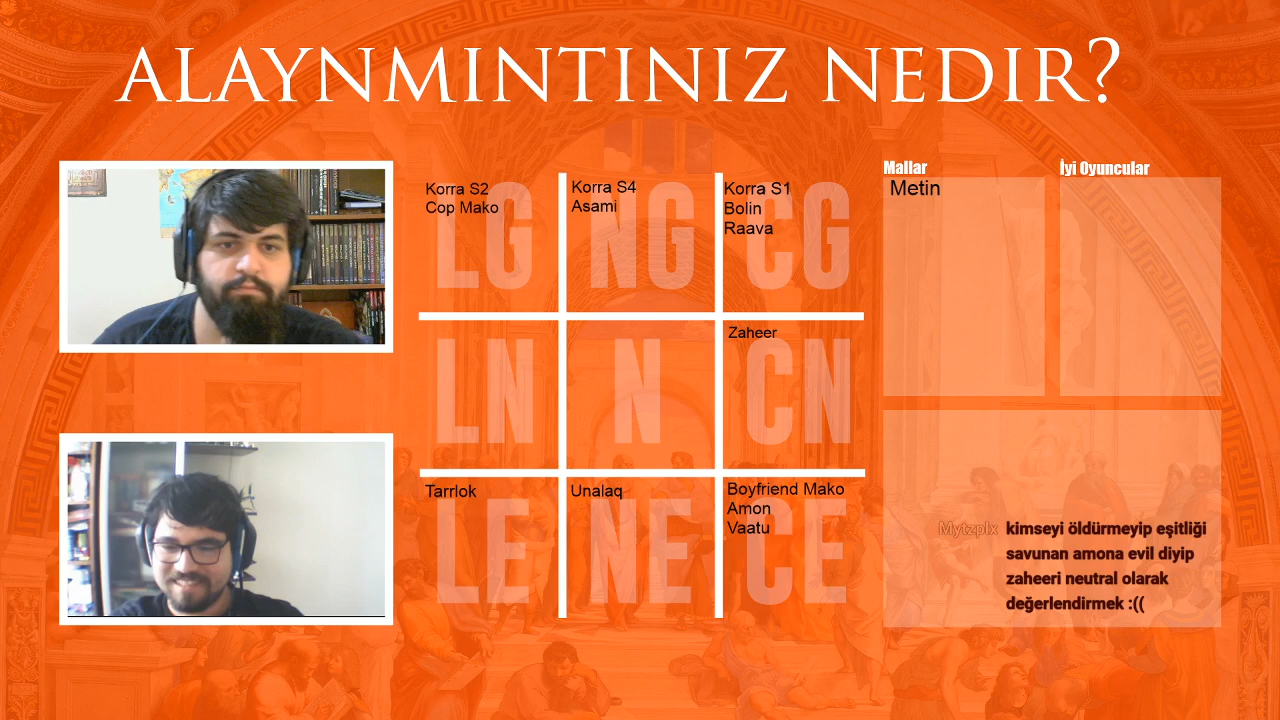 ALAYNMINTINIZ NEDIR?
Mallar
İyi Oyuncular
Metin
Korra S2
Cop Mako
LG
Korra S4
Asami
NG
Korra S1
Bolin
Raava
CG
LN
N
Zaheer
CN
Tarrlok
LE
Unalaq
NE
Boyfriend Mako
Amon
Vaatu
CE
Mytzplx kimseyi öldürmeyip eşitliği
savunan amona evil diyip
zaheeri neutral olarak
değerlendirmek :((